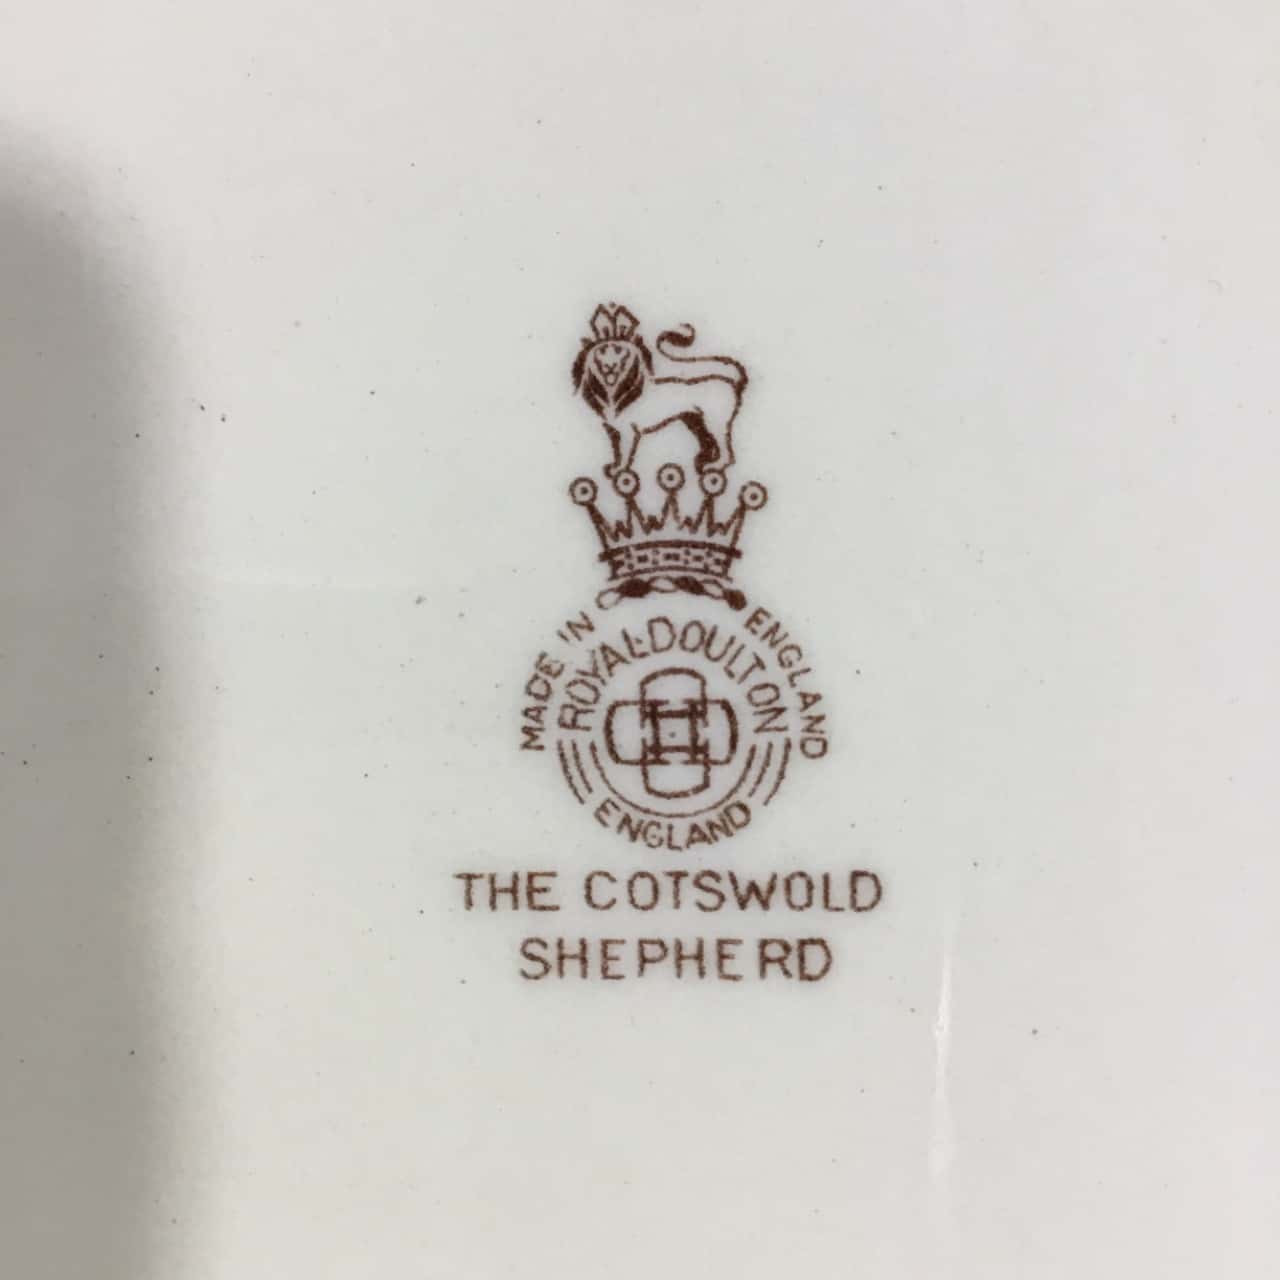 MADE IN ENGLAND
ROYAL·DOULTON
ENGLAND
THE COTSWOLD
SHEPHERD